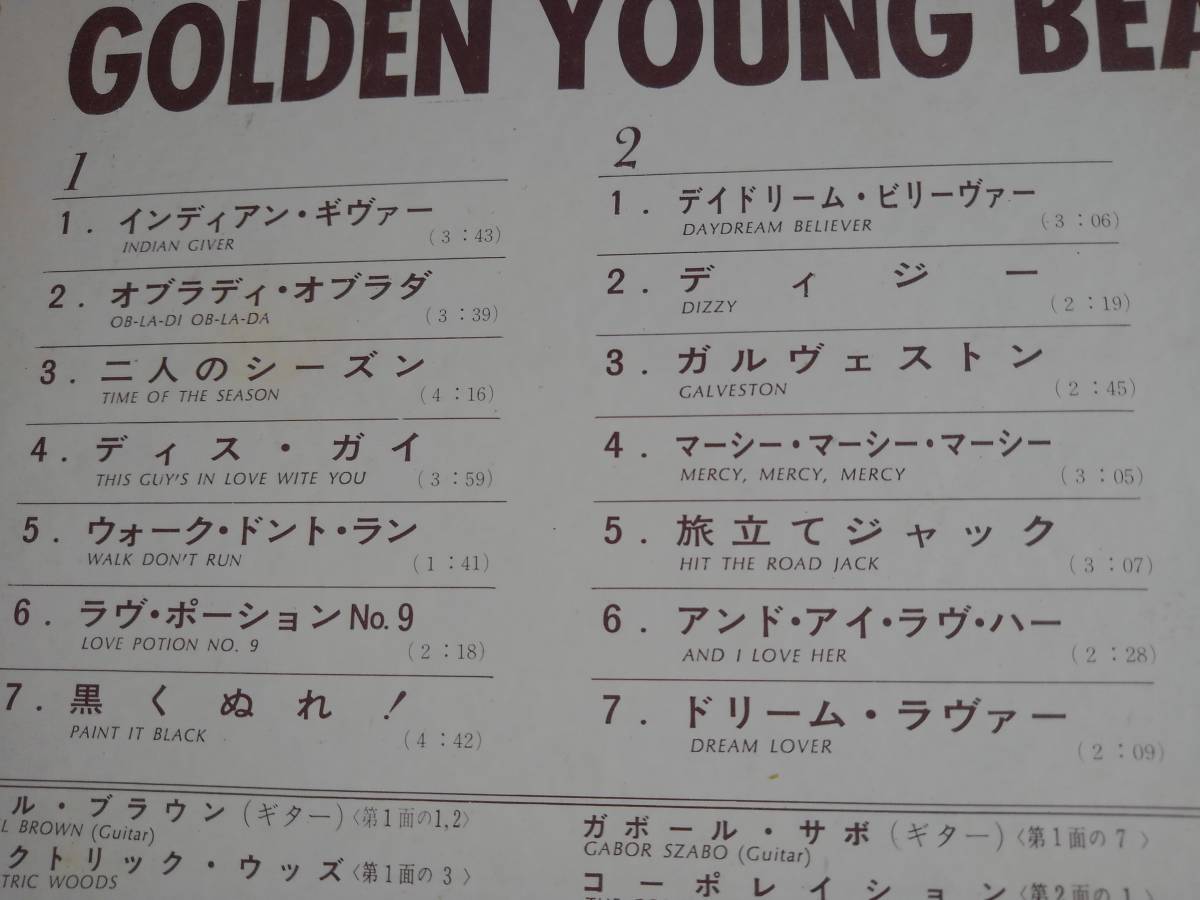 GOLDEN YOUNG BEA
1
1. インディアン・ギヴァー
INDIAN GIVER (3:43)
2. オブラディ・オブラダ
OB-LA-DI OB-LA-DA (3:39)
3. 二人のシーズン
TIME OF THE SEASON (4:16)
4. ディス・ガイ
THIS GUY'S IN LOVE WITE YOU (3:59)
5. ウォーク・ドント・ラン
WALK DON'T RUN (1:41)
6. ラヴ・ポーションNo.9
LOVE POTION NO. 9 (2:18)
7. 黒くぬれ!
PAINT IT BLACK (4:42)
2
1. デイドリーム・ビリーヴァー
DAYDREAM BELIEVER (3:06)
2. ディジー
DIZZY (2:19)
3. ガルヴェストン
GALVESTON (2:45)
4. マーシー・マーシー・マーシー
MERCY, MERCY, MERCY (3:05)
5. 旅立てジャック
HIT THE ROAD JACK (3:07)
6. アンド・アイ・ラヴ・ハー
AND I LOVE HER (2:28)
7. ドリーム・ラヴァー
DREAM LOVER (2:09)
ル・ブラウン(ギター)〈第1面の1,2〉
L BROWN (Guitar)
クトリック・ウッズ〈第1面の3〉
TRIC WOODS
ガボール・サボ(ギター)〈第1面の7〉
GABOR SZABO (Guitar)
コーポレイション〈第2面の1〉